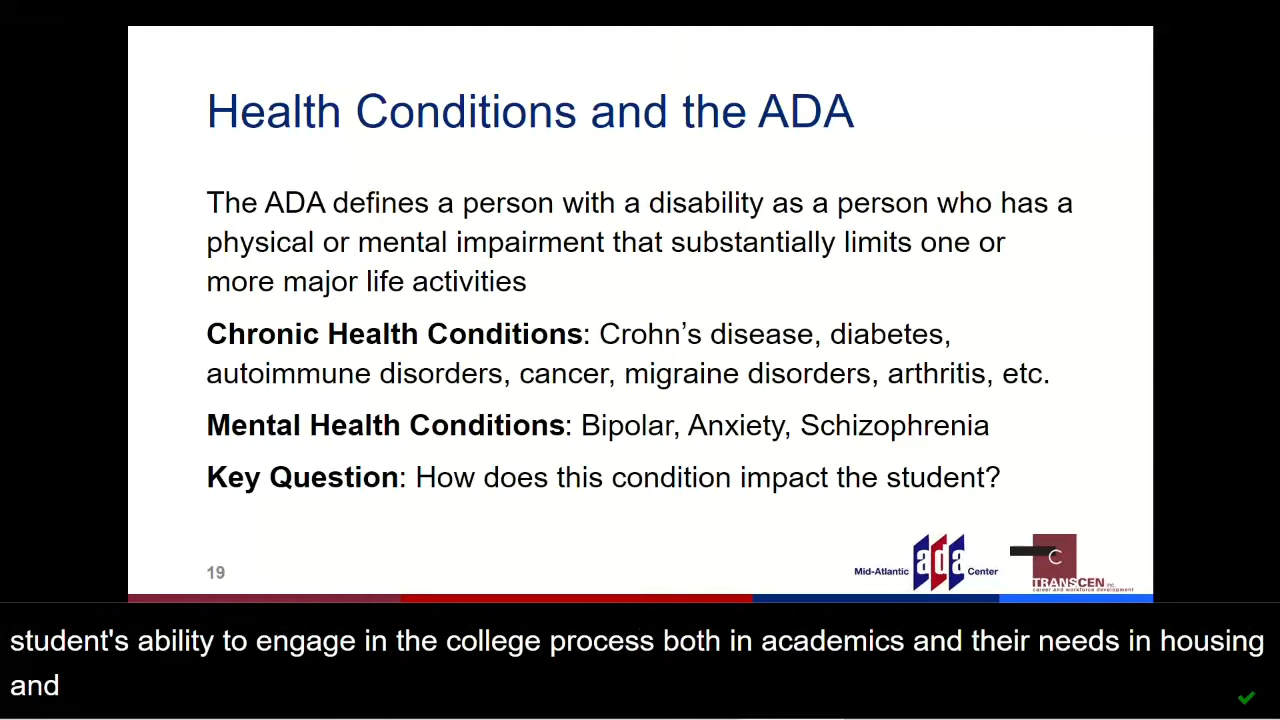 Health Conditions and the ADA
The ADA defines a person with a disability as a person who has a
physical or mental impairment that substantially limits one or
more major life activities
Chronic Health Conditions: Crohn’s disease, diabetes,
autoimmune disorders, cancer, migraine disorders, arthritis, etc.
Mental Health Conditions: Bipolar, Anxiety, Schizophrenia
Key Question: How does this condition impact the student?
19
Mid-Atlantic ada Center
C
TRANSCEN inc.
career and workforce development
student's ability to engage in the college process both in academics and their needs in housing
and